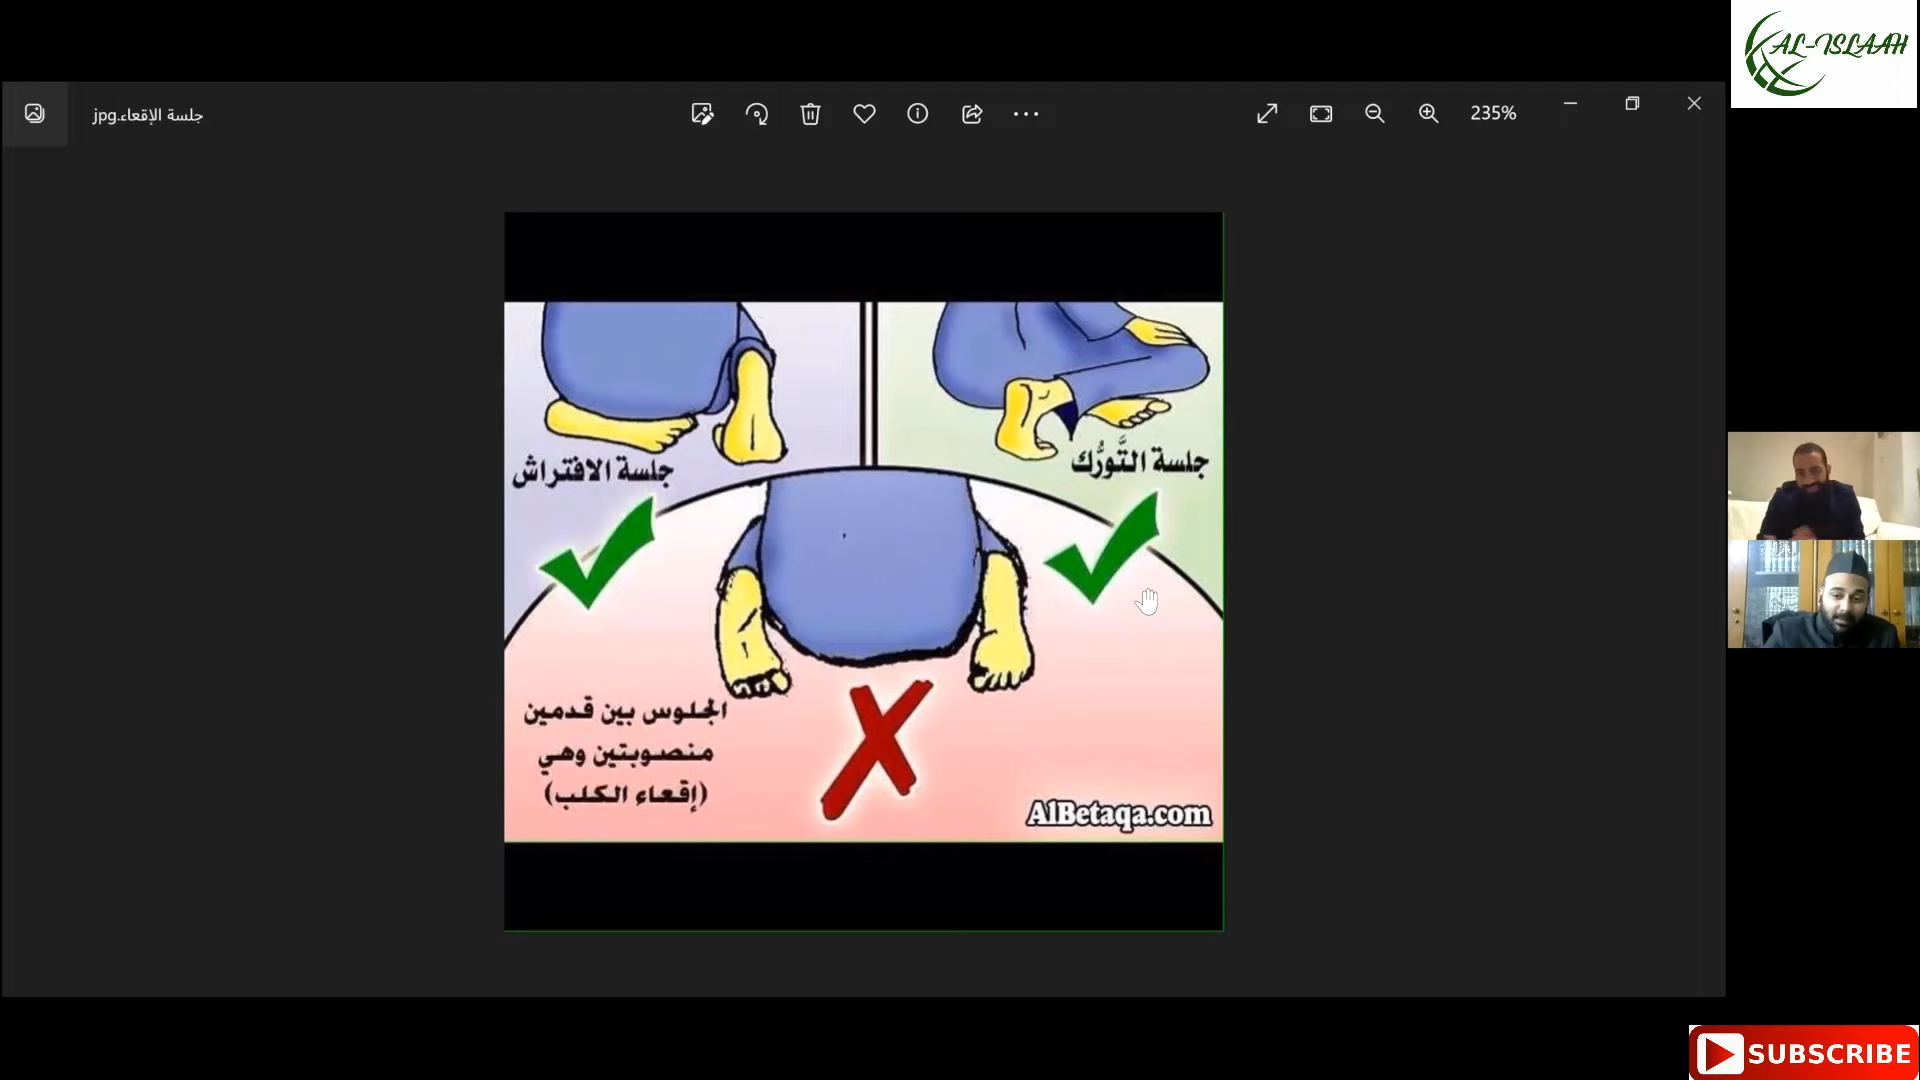 AL-ISLAAH
جلسة الإقعاء.jpg
235%
جلسة الافتراش
جلسة التَّورُّك
الجلوس بين قدمين
منصوبتين وهي
(إقعاء الكلب)
AlBetaqa.com
SUBSCRIBE